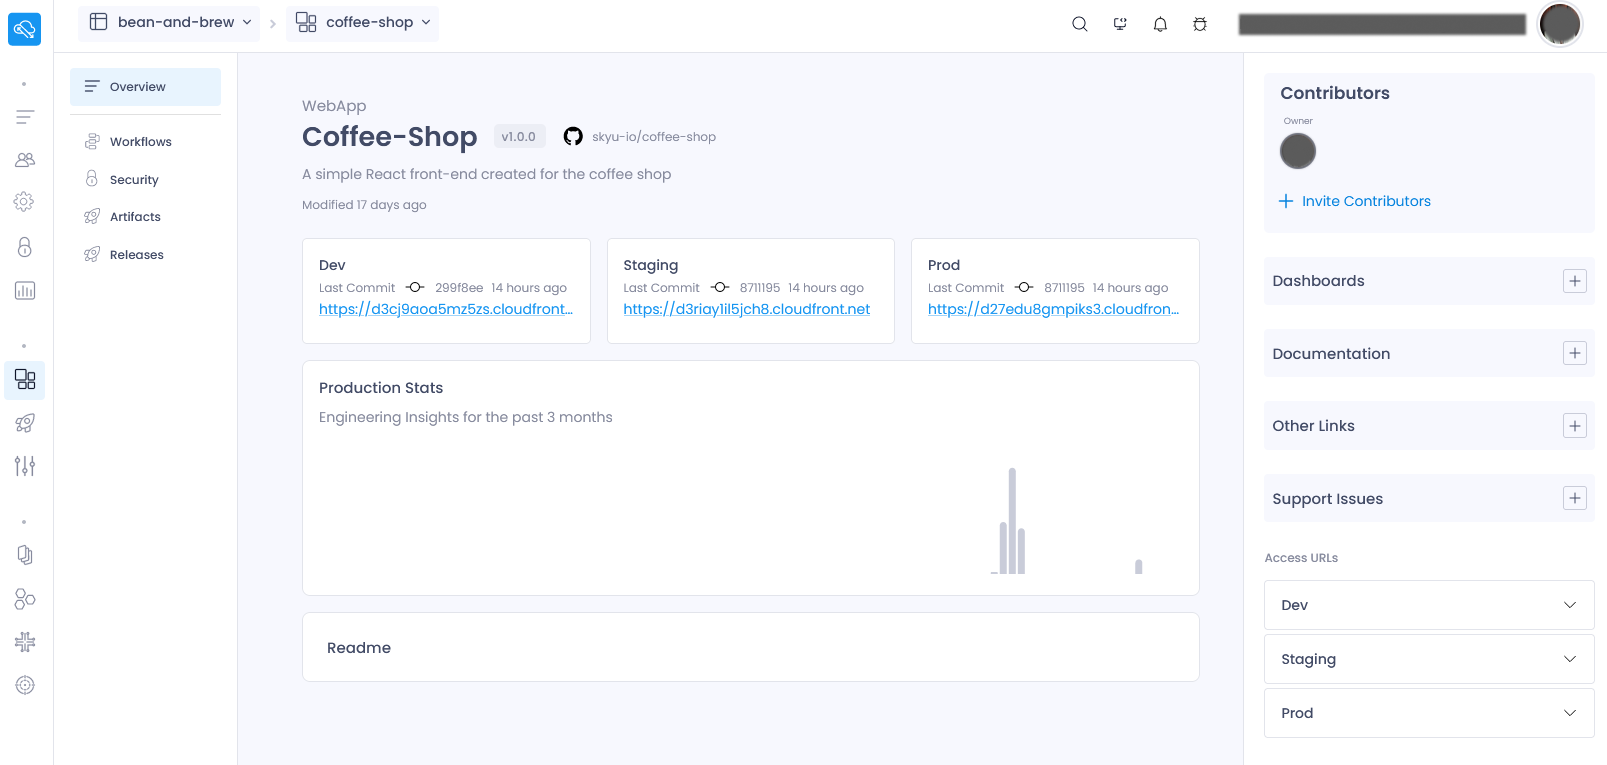 bean-and-brew
coffee-shop
Overview
Workflows
Security
Artifacts
Releases
WebApp
Coffee-Shop v1.0.0 skyu-io/coffee-shop
A simple React front-end created for the coffee shop
Modified 17 days ago
Dev
Last Commit 299f8ee 14 hours ago
https://d3cj9aoa5mz5zs.cloudfront...
Staging
Last Commit 8711195 14 hours ago
https://d3riay1il5jch8.cloudfront.net
Prod
Last Commit 8711195 14 hours ago
https://d27edu8gmpiks3.cloudfron...
Production Stats
Engineering Insights for the past 3 months
Readme
Contributors
Owner
Invite Contributors
Dashboards
Documentation
Other Links
Support Issues
Access URLs
Dev
Staging
Prod